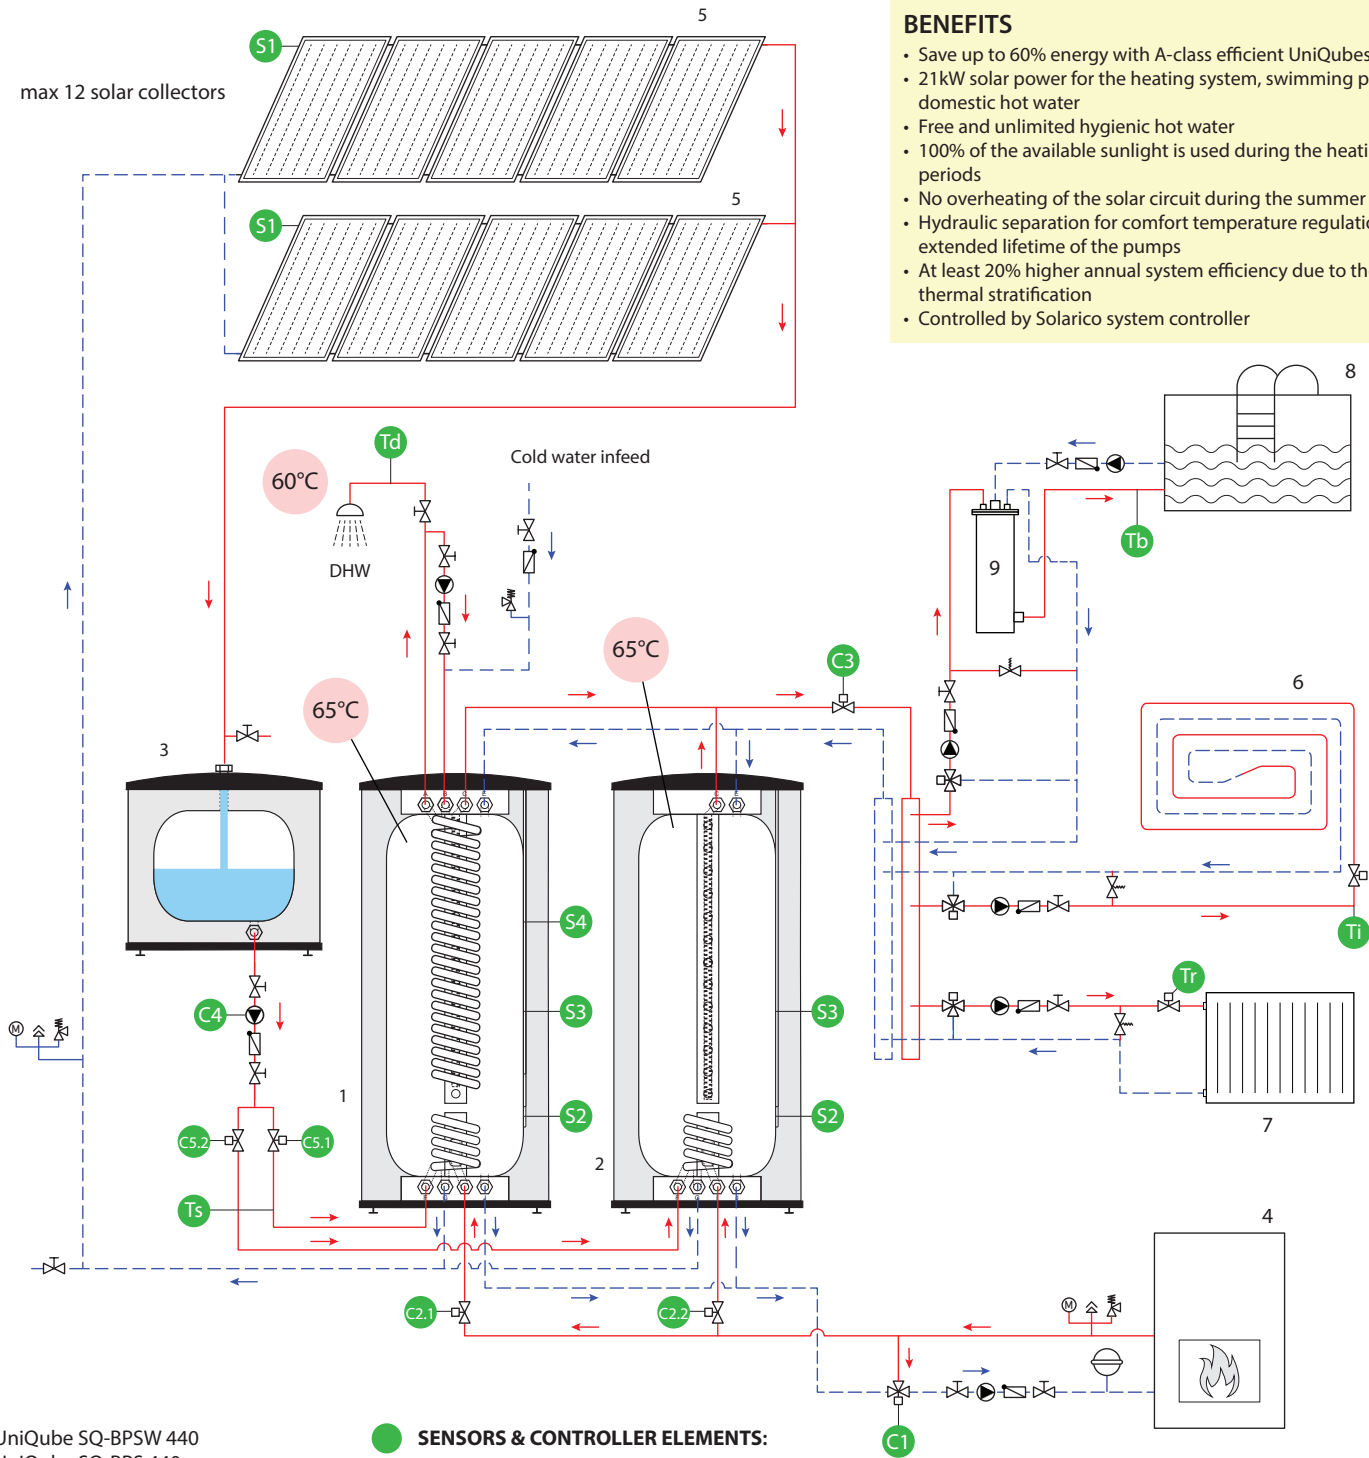 5
S1
max 12 solar collectors
5
S1
BENEFITS
• Save up to 60% energy with A-class efficient UniQubes
• 21kW solar power for the heating system, swimming p
domestic hot water
• Free and unlimited hygienic hot water
• 100% of the available sunlight is used during the heati
periods
• No overheating of the solar circuit during the summer
• Hydraulic separation for comfort temperature regulatio
extended lifetime of the pumps
• At least 20% higher annual system efficiency due to th
thermal stratification
• Controlled by Solarico system controller
8
Td
60°C
Cold water infeed
DHW
Tb
9
65°C
C3
65°C
6
3
A B C E
C E
S4
Ti
S3
S3
Tr
C4
M
1
S2
S2
7
C5.2
C5.1
2
Ts
4
C2.1
C2.2
M
C1
UniQube SQ-BPSW 440
SENSORS & CONTROLLER ELEMENTS: